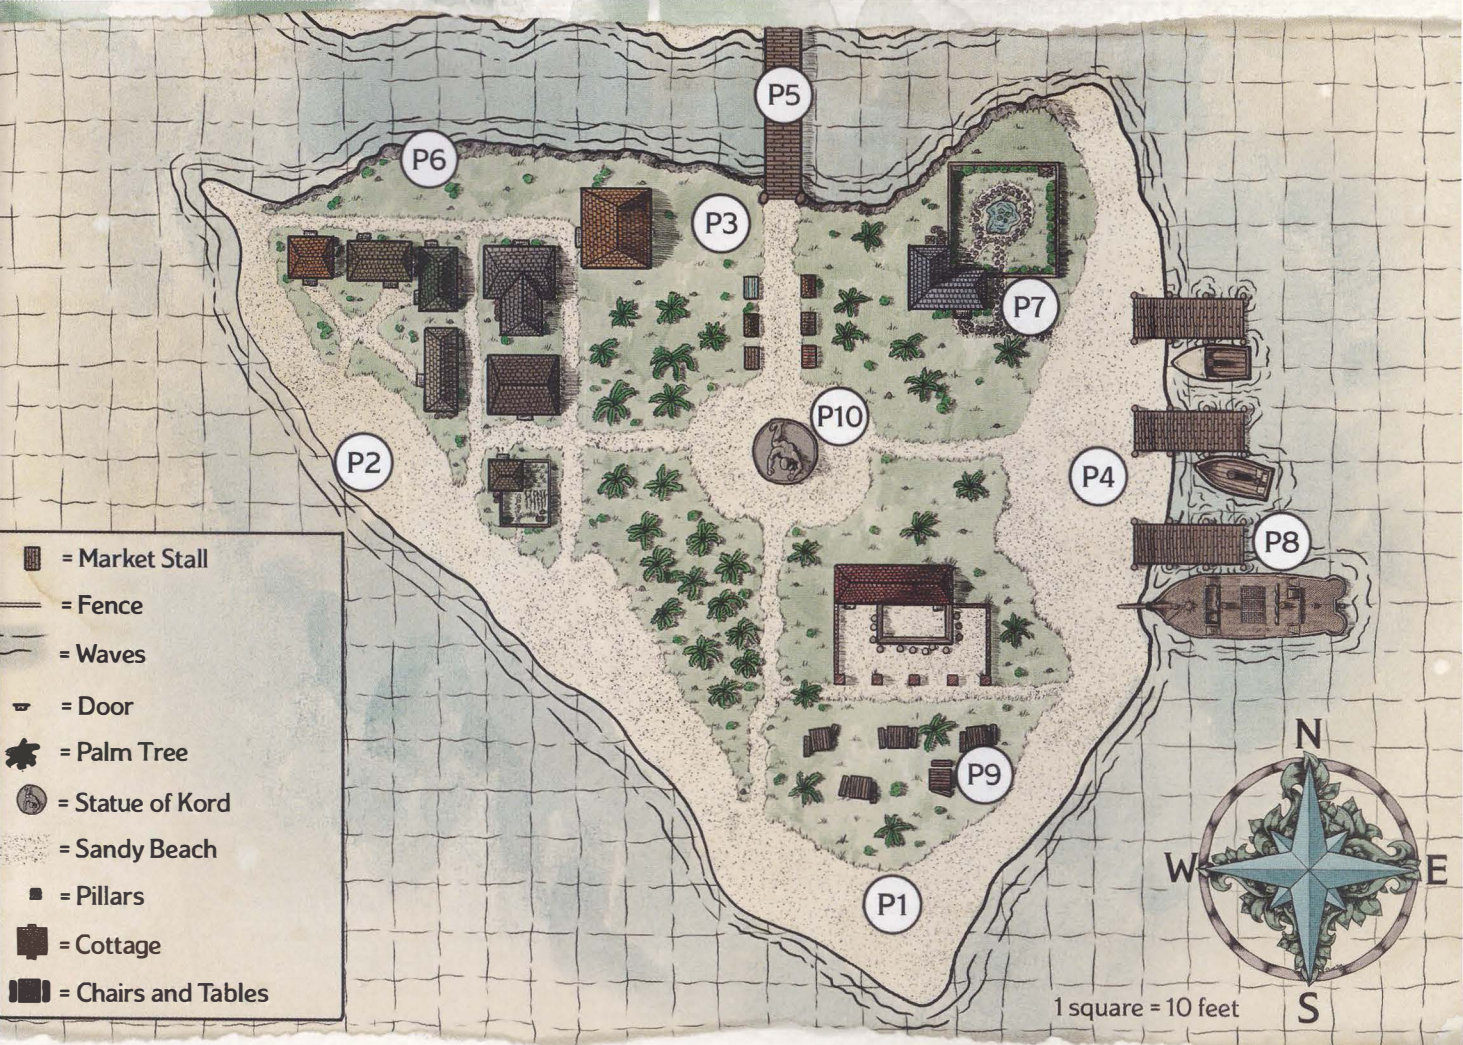 P5
P6
P3
P7
P10
P2
P4
P8
= Market Stall
= Fence
= Waves
= Door
= Palm Tree
= Statue of Kord
= Sandy Beach
= Pillars
= Cottage
= Chairs and Tables
P9
P1
N
W
E
S
1 square = 10 feet